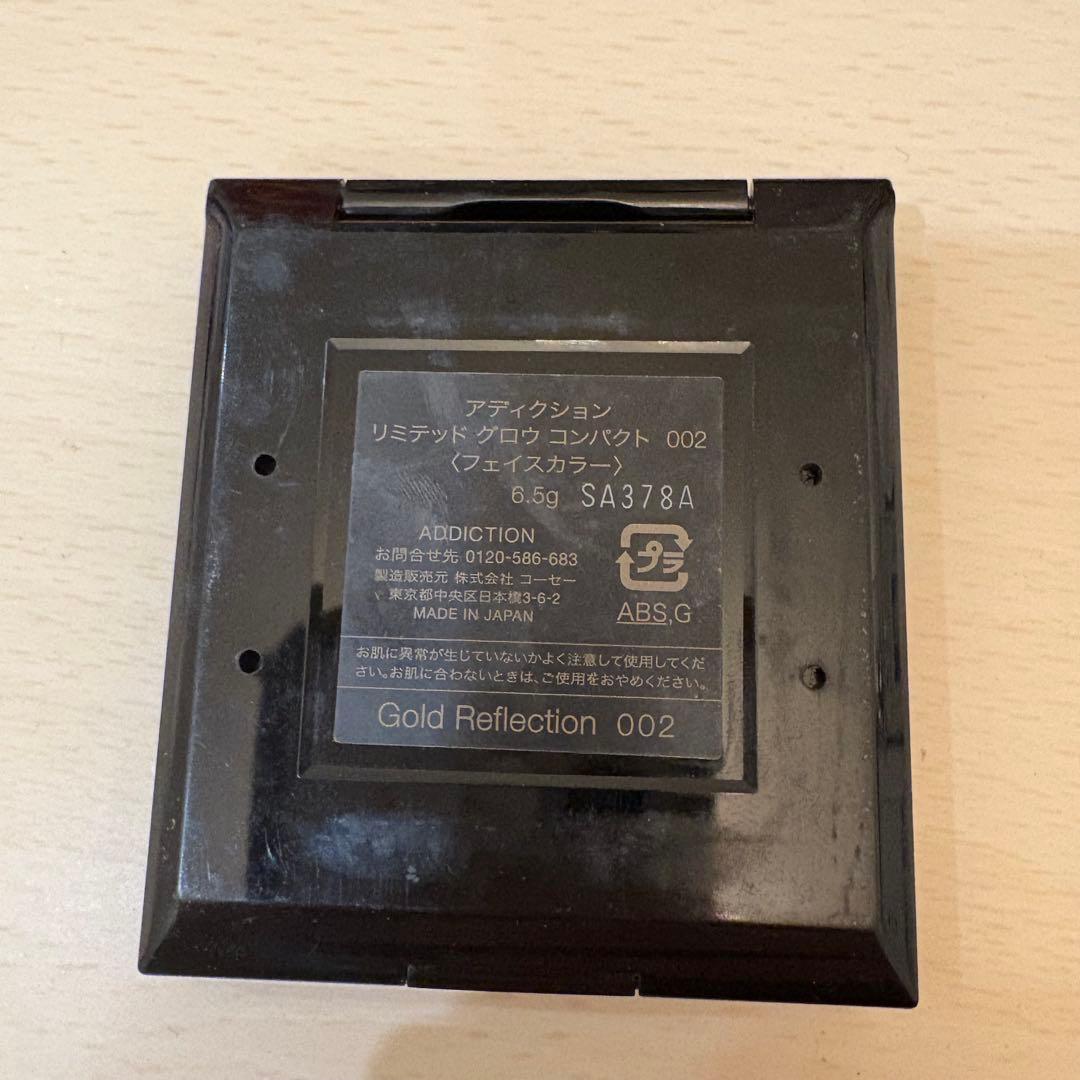 アディクション
リミテッド グロウ コンパクト 002
〈フェイスカラー〉
6.5g SA378A
ADDICTION
お問合せ先 0120-586-683
製造販売元 株式会社 コーセー
東京都中央区日本橋3-6-2
MADE IN JAPAN
プラ
ABS,G
お肌に異常が生じていないかよく注意して使用してくだ
さい。お肌に合わないときは、ご使用をおやめください。
Gold Reflection 002